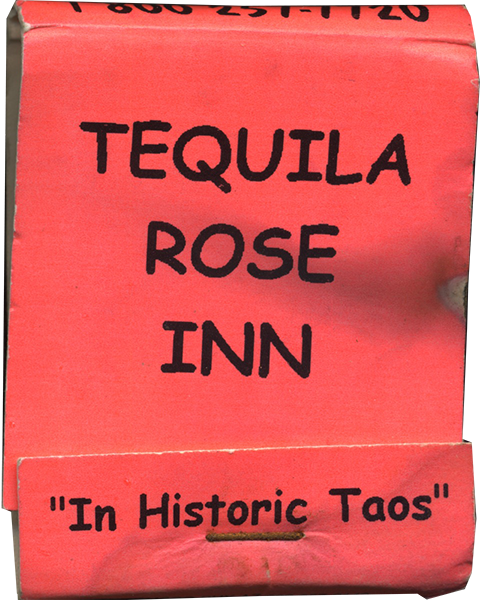 TEQUILA
ROSE
INN
"In Historic Taos"